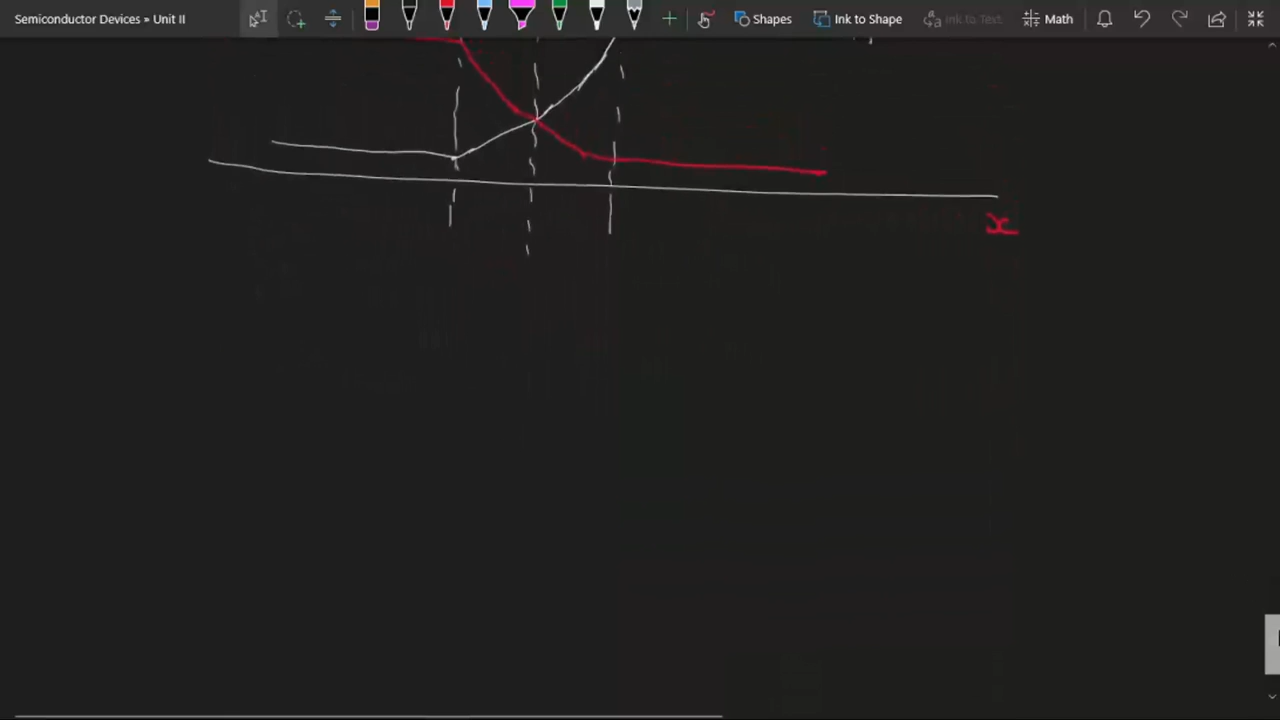 Semiconductor Devices » Unit II
Shapes
Ink to Shape
Ink to Text
Math
x